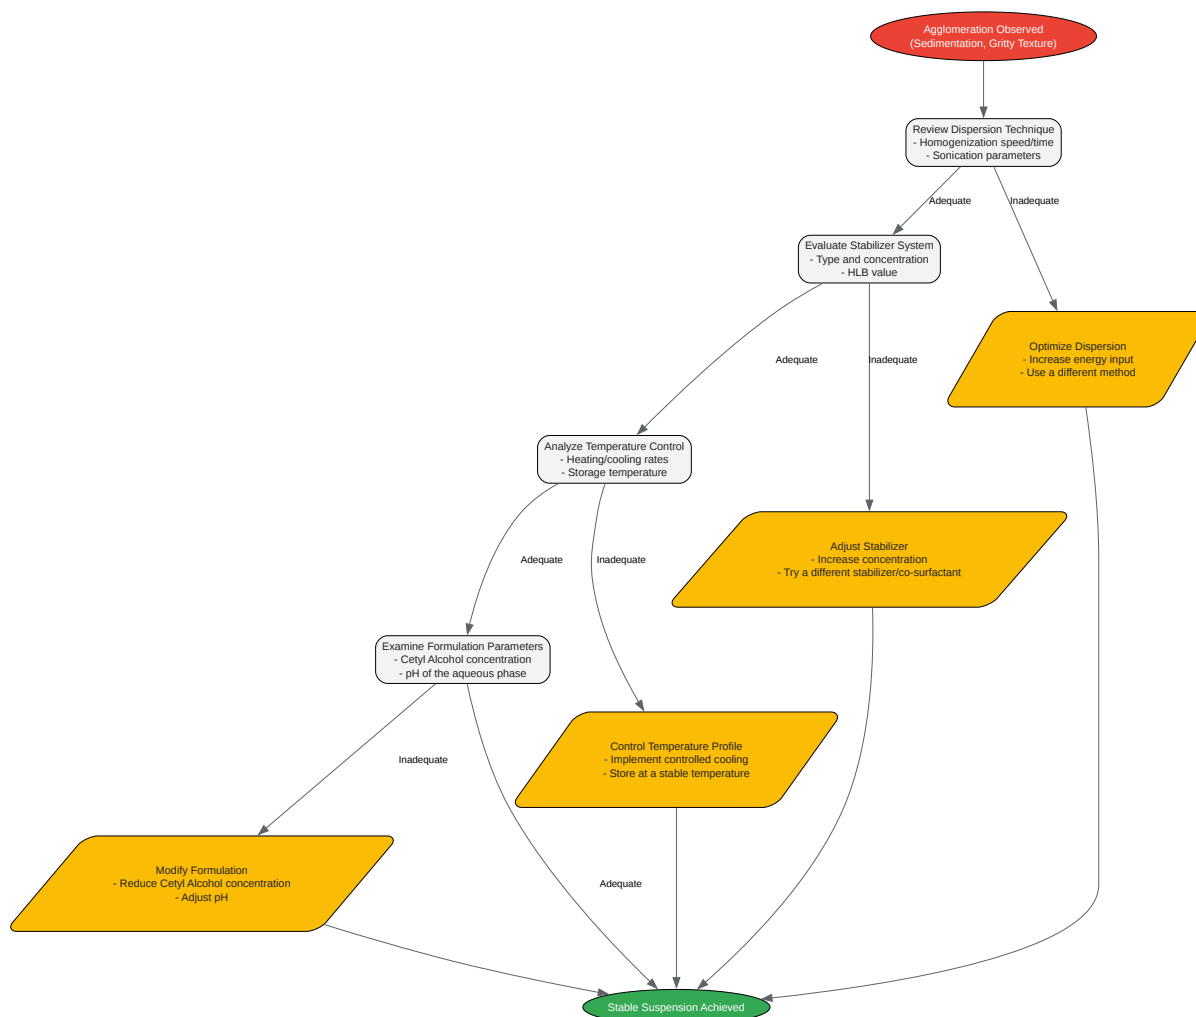 Agglomeration Observed
(Sedimentation, Gritty Texture)
Review Dispersion Technique
- Homogenization speed/time
- Sonication parameters
Adequate
Inadequate
Evaluate Stabilizer System
- Type and concentration
- HLB value
Optimize Dispersion
- Increase energy input
- Use a different method
Adequate
Inadequate
Analyze Temperature Control
- Heating/cooling rates
- Storage temperature
Adjust Stabilizer
- Increase concentration
- Try a different stabilizer/co-surfactant
Adequate
Inadequate
Examine Formulation Parameters
- Cetyl Alcohol concentration
- pH of the aqueous phase
Control Temperature Profile
- Implement controlled cooling
- Store at a stable temperature
Inadequate
Modify Formulation
- Reduce Cetyl Alcohol concentration
- Adjust pH
Adequate
Stable Suspension Achieved